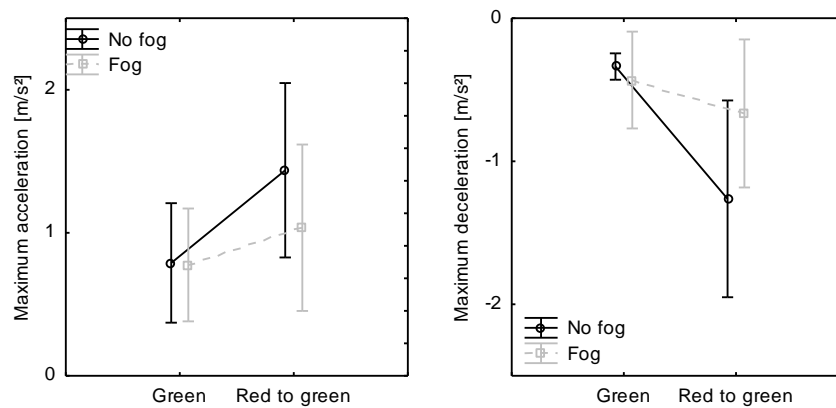 Maximum acceleration [m/s²]
2
1
0
No fog
Fog
Green Red to green
Maximum deceleration [m/s²]
0
-1
-2
No fog
Fog
Green Red to green